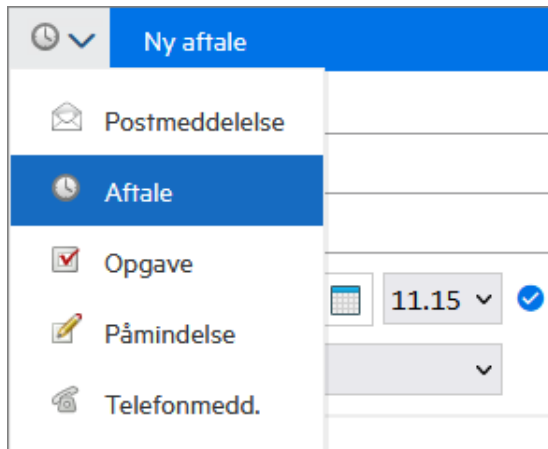 Ny aftale
Postmeddelelse
Aftale
Opgave
11.15
Påmindelse
Telefonmedd.